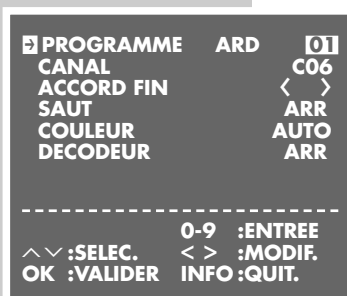 PROGRAMME ARD 01
CANAL C06
ACCORD FIN < >
SAUT ARR
COULEUR AUTO
DECODEUR ARR
0-9 :ENTREE
:SELEC. < > :MODIF.
OK :VALIDER INFO :QUIT.